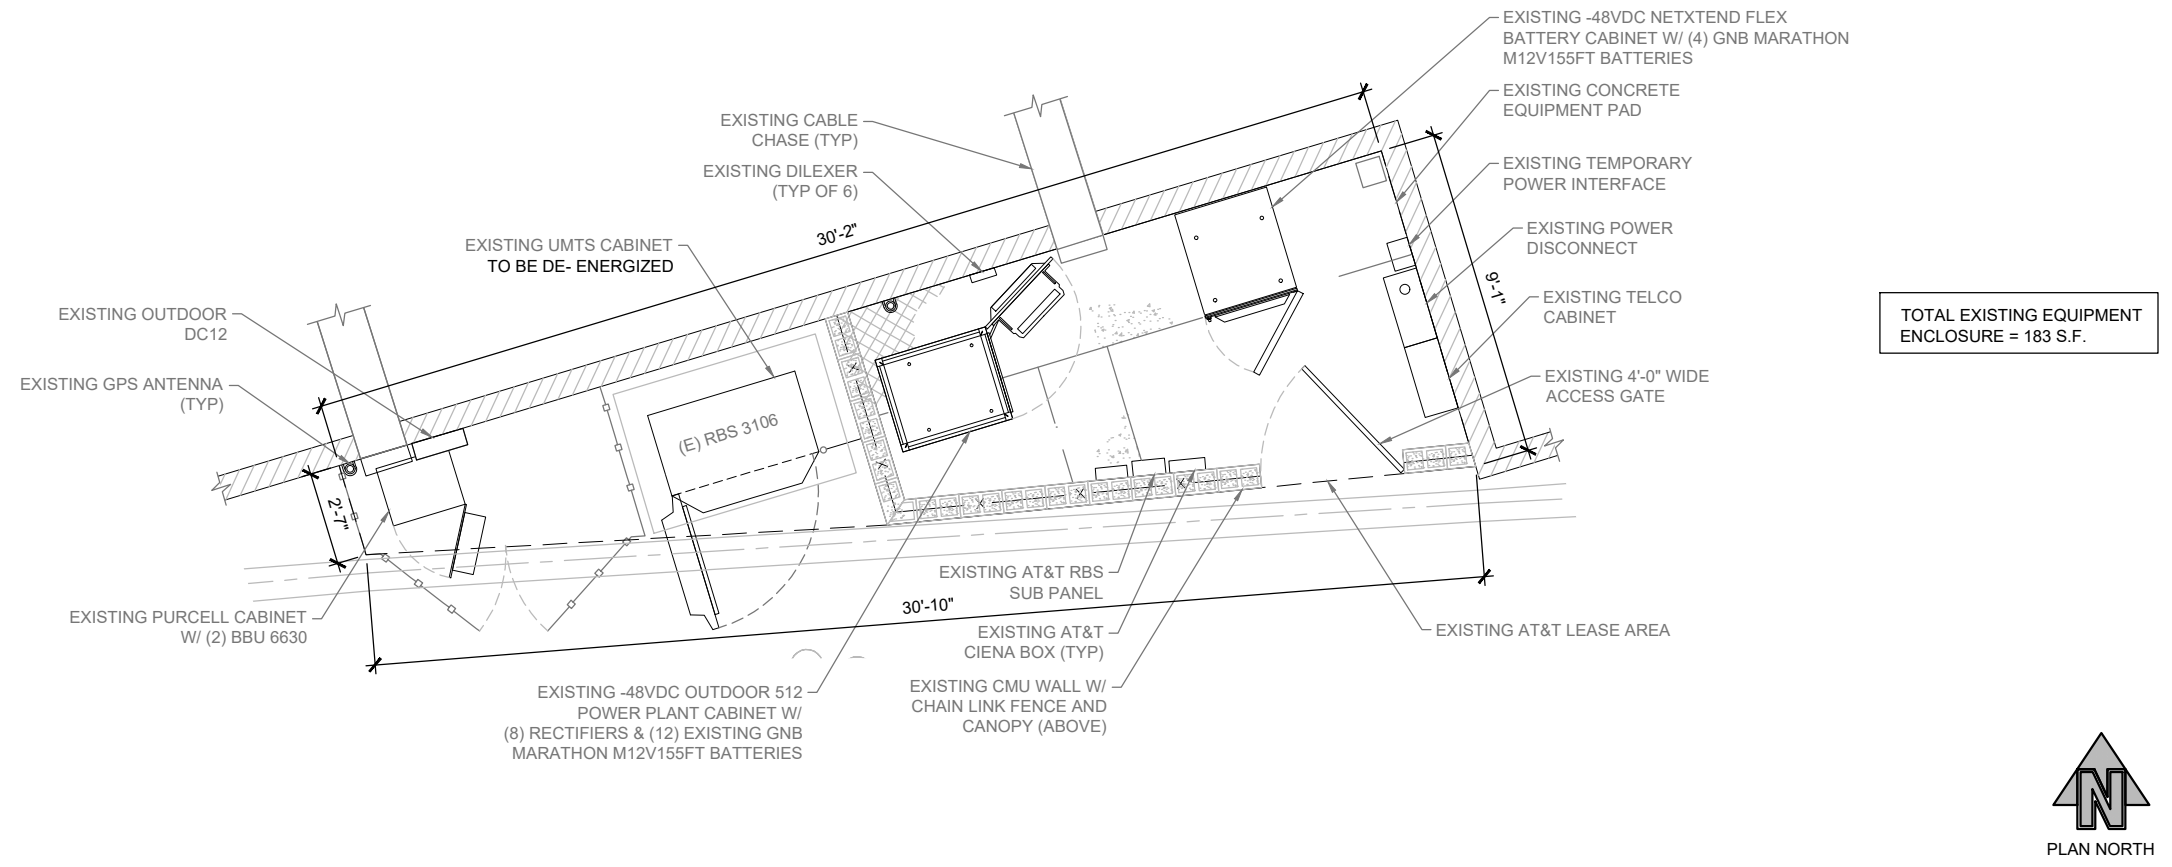 EXISTING -48VDC NETXTEND FLEX
BATTERY CABINET W/ (4) GNB MARATHON
M12V155FT BATTERIES
EXISTING CONCRETE
EQUIPMENT PAD
EXISTING CABLE
CHASE (TYP)
EXISTING TEMPORARY
POWER INTERFACE
EXISTING DILEXER
(TYP OF 6)
EXISTING POWER
DISCONNECT
30'-2"
EXISTING UMTS CABINET
TO BE DE- ENERGIZED
9'-1"
EXISTING TELCO
CABINET
EXISTING OUTDOOR
DC12
TOTAL EXISTING EQUIPMENT
ENCLOSURE = 183 S.F.
EXISTING GPS ANTENNA
(TYP)
EXISTING 4'-0" WIDE
ACCESS GATE
(E) RBS 3106
2'-7"
EXISTING AT&T RBS
SUB PANEL
30'-10"
EXISTING PURCELL CABINET
W/ (2) BBU 6630
EXISTING AT&T
CIENA BOX (TYP)
EXISTING AT&T LEASE AREA
EXISTING -48VDC OUTDOOR 512
POWER PLANT CABINET W/
(8) RECTIFIERS & (12) EXISTING GNB
MARATHON M12V155FT BATTERIES
EXISTING CMU WALL W/
CHAIN LINK FENCE AND
CANOPY (ABOVE)
N
PLAN NORTH